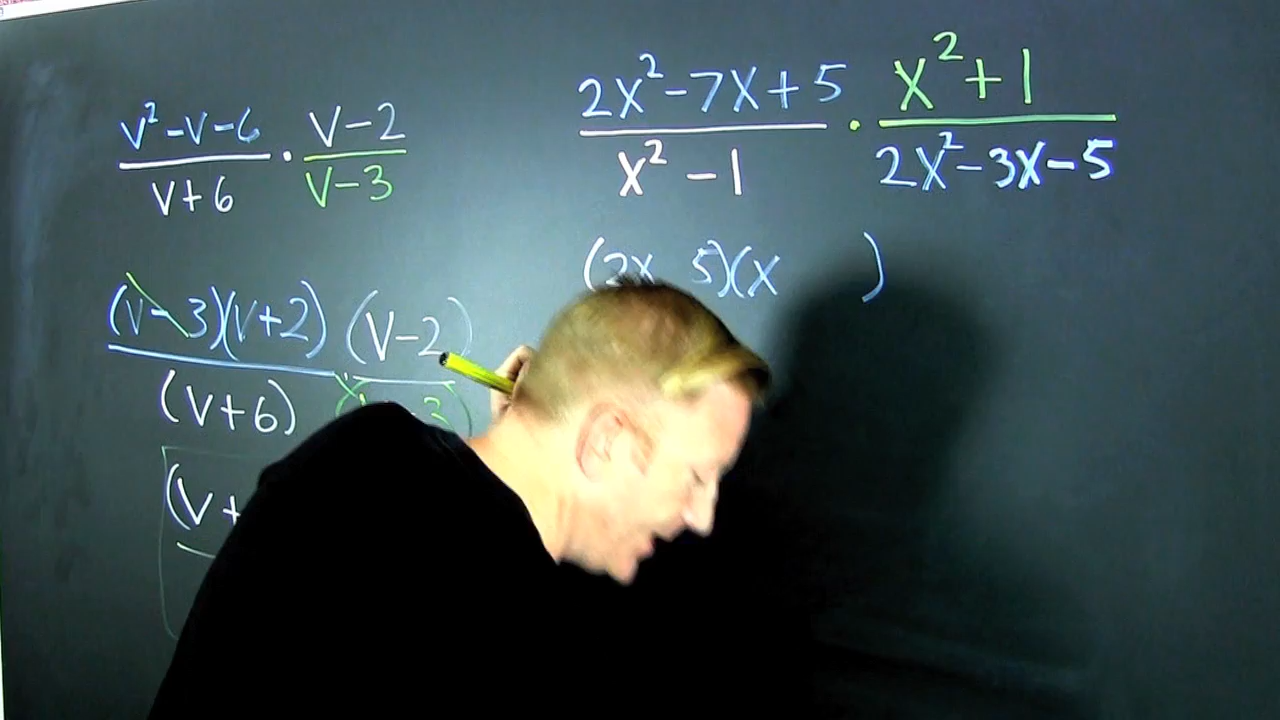 v² - v - 6 / v + 6 · v - 2 / v - 3
(v - 3)(v + 2) / (v + 6) · (v - 2) /
(v +
2x² - 7x + 5 / x² - 1 · x² + 1 / 2x² - 3x - 5
(2x 5)(x )